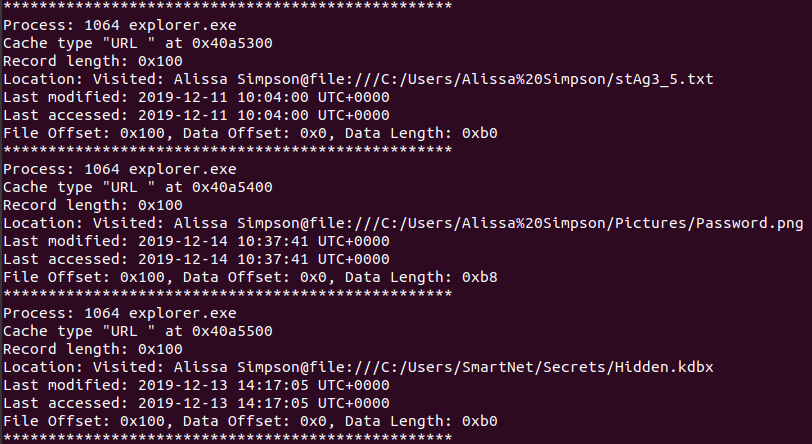 **************************************************
Process: 1064 explorer.exe
Cache type "URL " at 0x40a5300
Record length: 0x100
Location: Visited: Alissa Simpson@file:///C:/Users/Alissa%20Simpson/stAg3_5.txt
Last modified: 2019-12-11 10:04:00 UTC+0000
Last accessed: 2019-12-11 10:04:00 UTC+0000
File Offset: 0x100, Data Offset: 0x0, Data Length: 0xb0
**************************************************
Process: 1064 explorer.exe
Cache type "URL " at 0x40a5400
Record length: 0x100
Location: Visited: Alissa Simpson@file:///C:/Users/Alissa%20Simpson/Pictures/Password.png
Last modified: 2019-12-14 10:37:41 UTC+0000
Last accessed: 2019-12-14 10:37:41 UTC+0000
File Offset: 0x100, Data Offset: 0x0, Data Length: 0xb8
**************************************************
Process: 1064 explorer.exe
Cache type "URL " at 0x40a5500
Record length: 0x100
Location: Visited: Alissa Simpson@file:///C:/Users/SmartNet/Secrets/Hidden.kdbx
Last modified: 2019-12-13 14:17:05 UTC+0000
Last accessed: 2019-12-13 14:17:05 UTC+0000
File Offset: 0x100, Data Offset: 0x0, Data Length: 0xb0
**************************************************